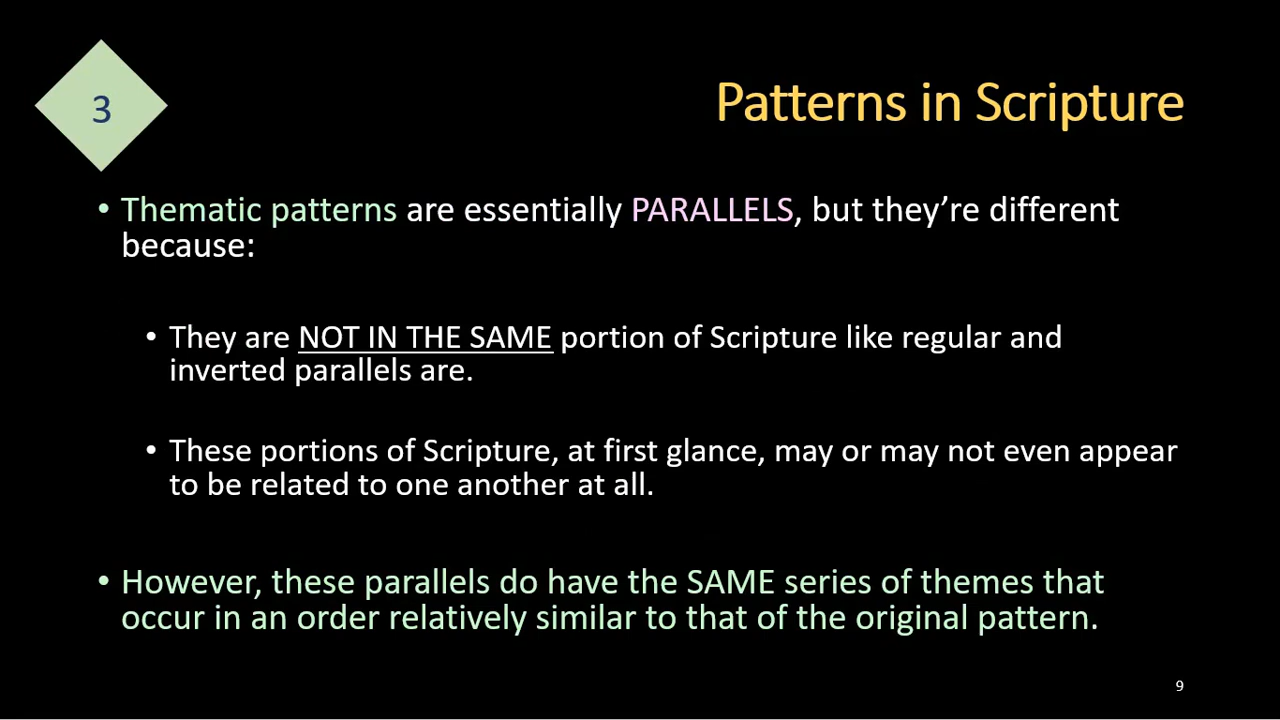 3
Patterns in Scripture
• Thematic patterns are essentially PARALLELS, but they’re different
because:
• They are NOT IN THE SAME portion of Scripture like regular and
inverted parallels are.
• These portions of Scripture, at first glance, may or may not even appear
to be related to one another at all.
• However, these parallels do have the SAME series of themes that
occur in an order relatively similar to that of the original pattern.
9